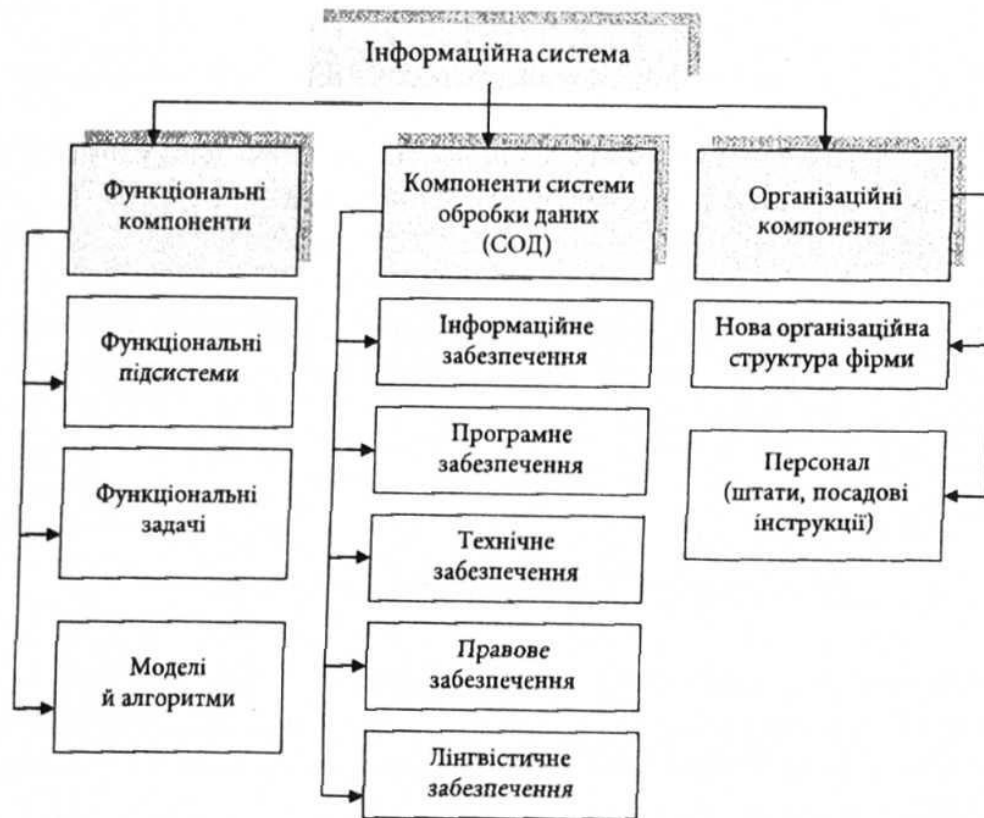 Інформаційна система
Функціональні
компоненти
Компоненти системи
обробки даних
(СОД)
Організаційні
компоненти
Функціональні
підсистеми
Функціональні
задачі
Моделі
й алгоритми
Інформаційне
забезпечення
Програмне
забезпечення
Технічне
забезпечення
Правове
забезпечення
Лінгвістичне
забезпечення
Нова організаційна
структура фірми
Персонал
(штати, посадові
інструкції)